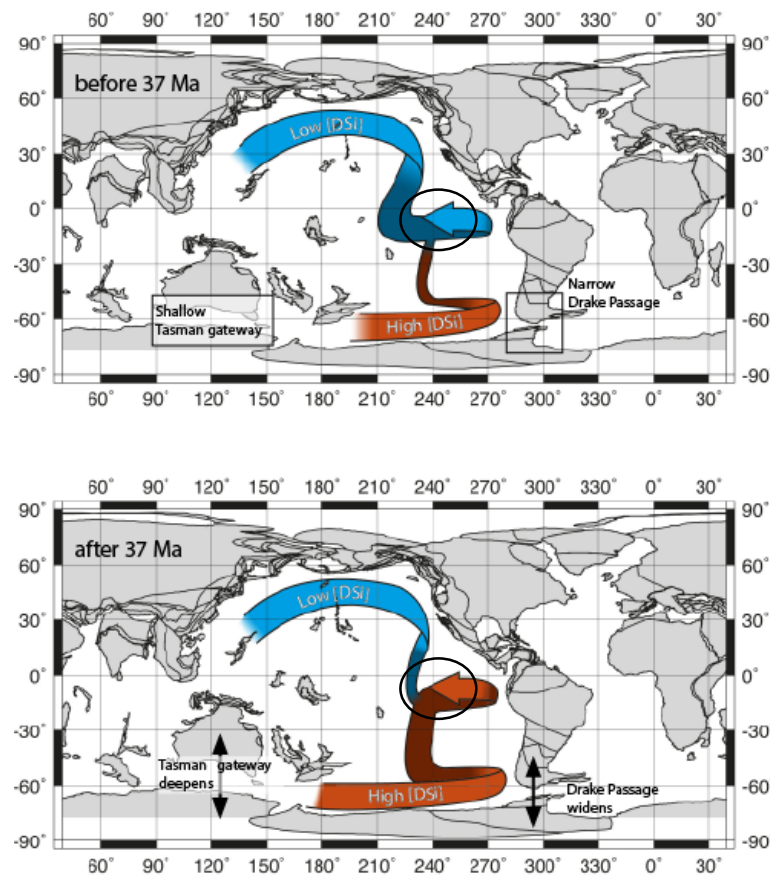 60° 90° 120° 150° 180° 210° 240° 270° 300° 330° 0° 30°
90° 90°
before 37 Ma
60° 60°
Low [DSi]
30° 30°
0° 0°
-30° -30°
Narrow
Drake Passage
Shallow
Tasman gateway
High [DSi]
-60° -60°
-90° -90
60° 90° 120° 150° 180° 210° 240° 270° 300° 330° 0° 30°
60° 90° 120° 150° 180° 210° 240° 270° 300° 330° 0° 30°
90° 90°
after 37 Ma
60° 60°
Low [DSi]
30° 30°
0° 0°
-30° -30°
Tasman gateway
deepens
-60° -60°
High [DSi]
Drake Passage
widens
-90° -90°
60° 90° 120° 150° 180° 210° 240° 270° 300° 330° 0° 30°